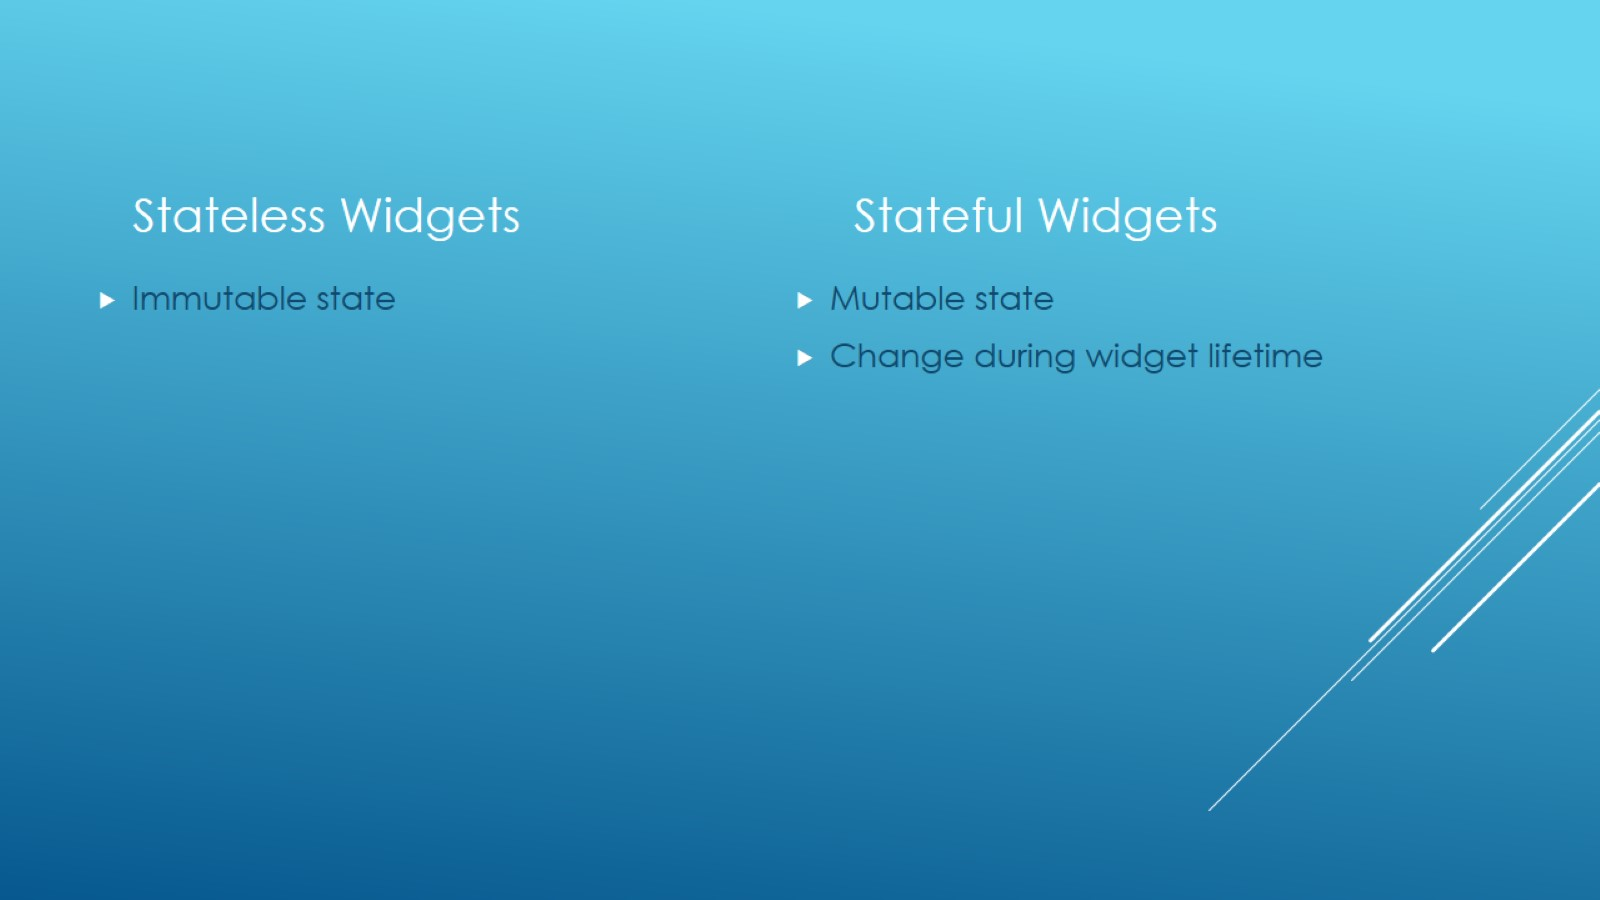 Stateless Widgets
Immutable state
Stateful Widgets
Mutable state
Change during widget lifetime